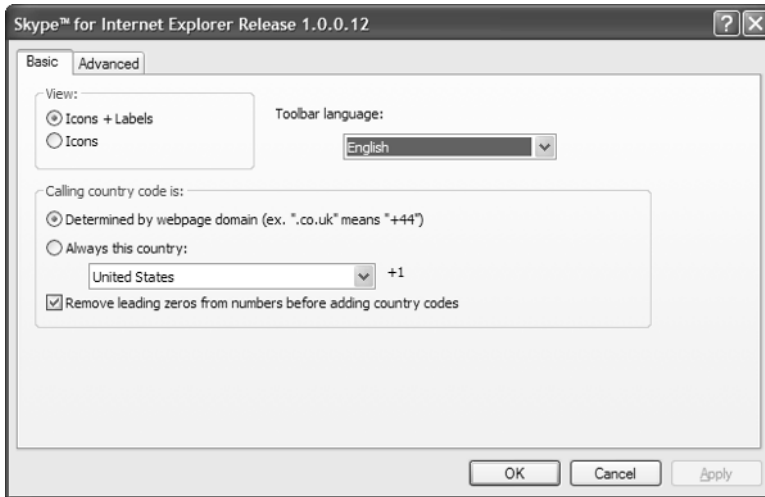 Skype™ for Internet Explorer Release 1.0.0.12
Basic Advanced
View:
Icons + Labels
Icons
Toolbar language:
English
Calling country code is:
Determined by webpage domain (ex. ".co.uk" means "+44")
Always this country:
United States +1
Remove leading zeros from numbers before adding country codes
OK Cancel Apply